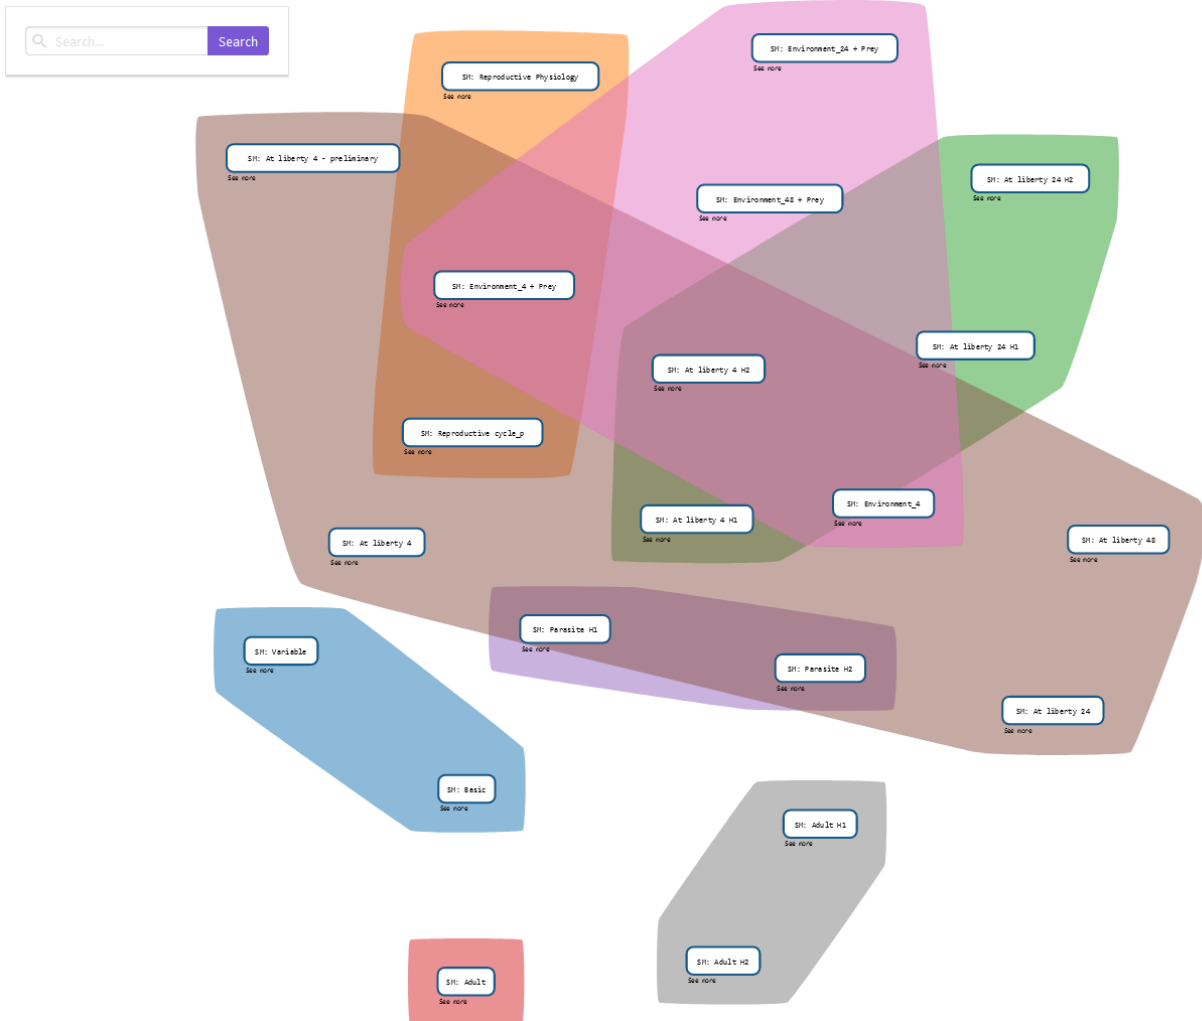 Search...
Search
SM: Environment_24 + Prey
See more
SM: Reproductive Physiology
See more
SM: At liberty 4 - preliminary
See more
SM: At liberty 24 H2
See more
SM: Environment_48 + Prey
See more
SM: Environment_4 + Prey
See more
SM: At liberty 24 H1
See more
SM: At liberty 4 H2
See more
SM: Reproductive cycle_p
See more
SM: Environment_4
See more
SM: At liberty 4 H1
See more
SM: At liberty 4
See more
SM: At liberty 48
See more
SM: Parasite H1
See more
SM: Variable
See more
SM: Parasite H2
See more
SM: At liberty 24
See more
SM: Basic
See more
SM: Adult H1
See more
SM: Adult H2
See more
SM: Adult
See more